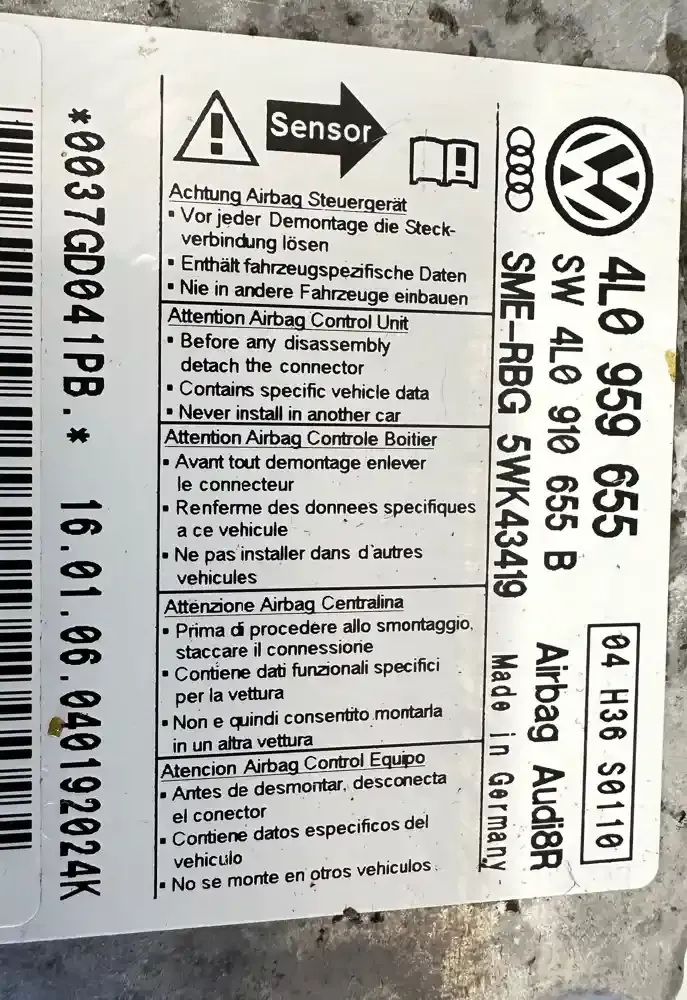 4L0 959 655
SW 4L0 910 655 B
SME-RBG 5WK43419
04 H36 S0110
Airbag Audi8R
Made in Germany
Sensor
Achtung Airbag Steuergerät
▪ Vor jeder Demontage die Steck-
verbindung lösen
▪ Enthält fahrzeugspezifische Daten
▪ Nie in andere Fahrzeuge einbauen
Attention Airbag Control Unit
▪ Before any disassembly
detach the connector
▪ Contains specific vehicle data
▪ Never install in another car
Attention Airbag Controle Boitier
▪ Avant tout demontage enlever
le connecteur
▪ Renferme des donnees specifiques
a ce vehicule
▪ Ne pas installer dans d'autres
vehicules
Attenzione Airbag Centralina
▪ Prima di procedere allo smontaggio,
staccare il connessione
▪ Contiene dati funzionali specifici
per la vettura
▪ Non e quindi consentito montarla
in un altra vettura
Atencion Airbag Control Equipo
▪ Antes de desmontar, desconecta
el conector
▪ Contiene datos especificos del
vehiculo
▪ No se monte en otros vehiculos.
*0037GD041PB.* 16.01.06.040192024K